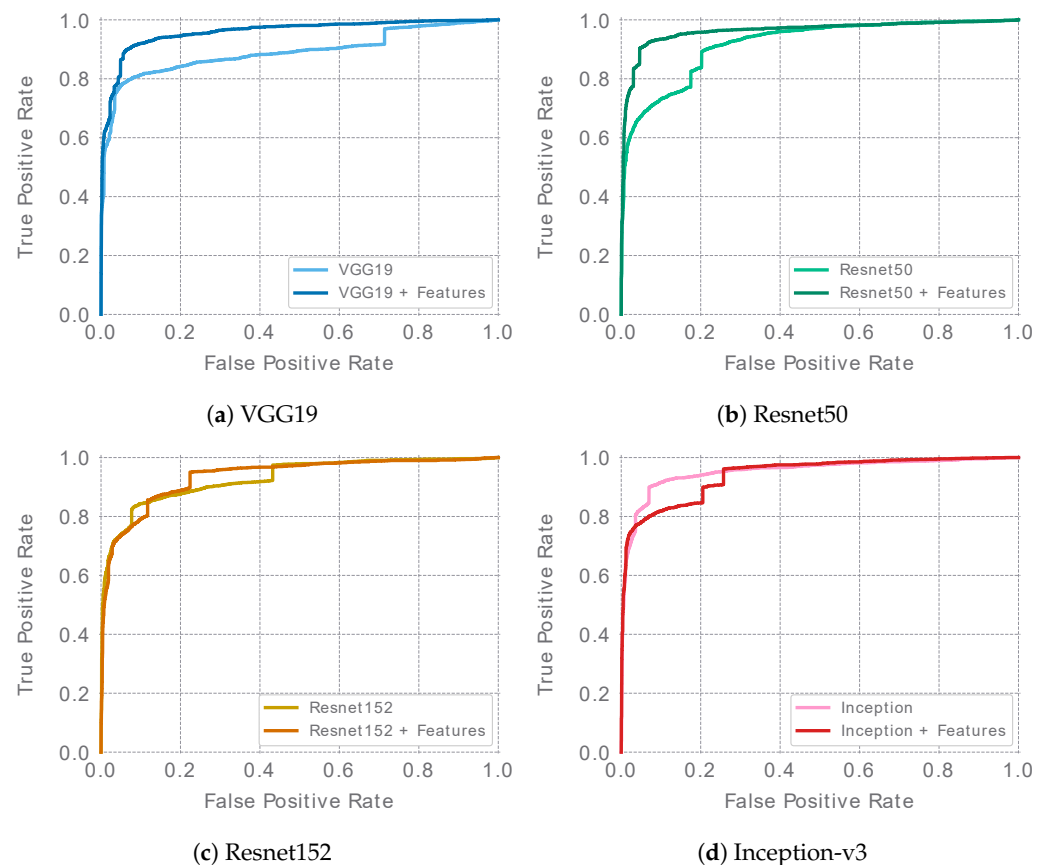 1.0
0.8
0.6
0.4
0.2
0.0
True Positive Rate
VGG19
VGG19 + Features
0.0 0.2 0.4 0.6 0.8 1.0
False Positive Rate
(a) VGG19
1.0
0.8
0.6
0.4
0.2
0.0
True Positive Rate
Resnet50
Resnet50 + Features
0.0 0.2 0.4 0.6 0.8 1.0
False Positive Rate
(b) Resnet50
1.0
0.8
0.6
0.4
0.2
0.0
True Positive Rate
Resnet152
Resnet152 + Features
0.0 0.2 0.4 0.6 0.8 1.0
False Positive Rate
(c) Resnet152
1.0
0.8
0.6
0.4
0.2
0.0
True Positive Rate
Inception
Inception + Features
0.0 0.2 0.4 0.6 0.8 1.0
False Positive Rate
(d) Inception-v3